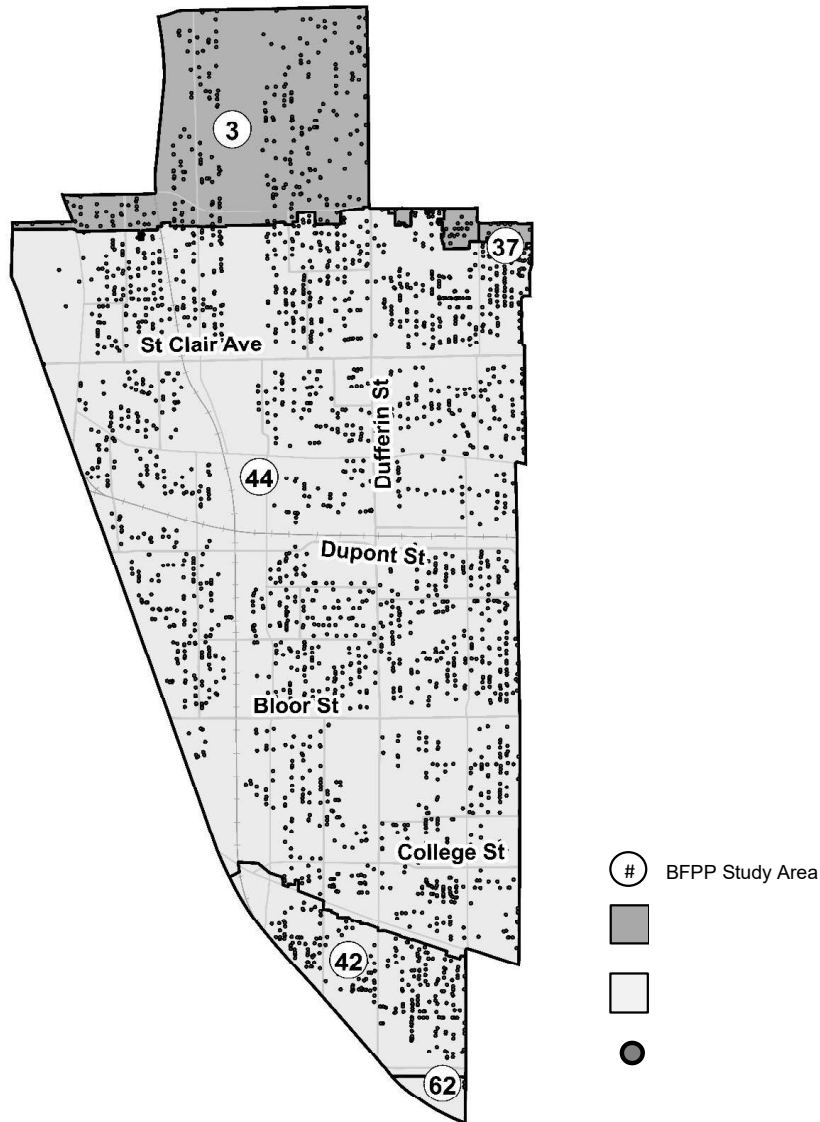 3
37
St Clair Ave
Dufferin St
44
Dupont St
Bloor St
College St
# BFPP Study Area
42
62